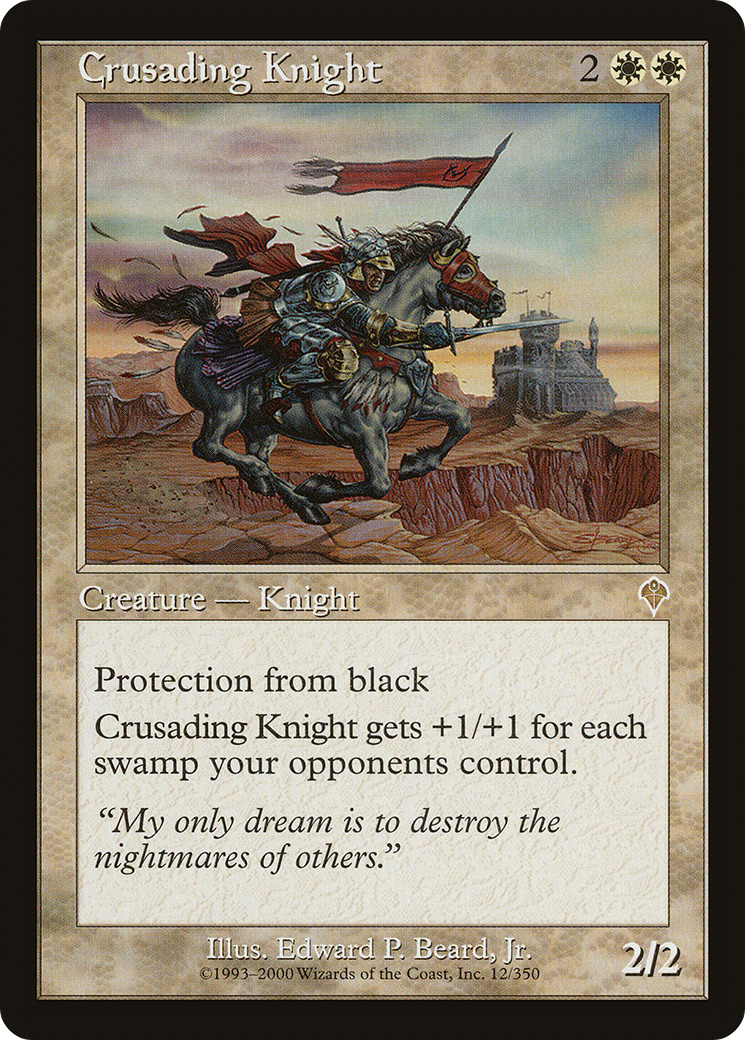 Crusading Knight 2
Creature — Knight
Protection from black
Crusading Knight gets +1/+1 for each
swamp your opponents control.
“My only dream is to destroy the
nightmares of others.”
Illus. Edward P. Beard, Jr.
©1993–2000 Wizards of the Coast, Inc. 12/350
2/2